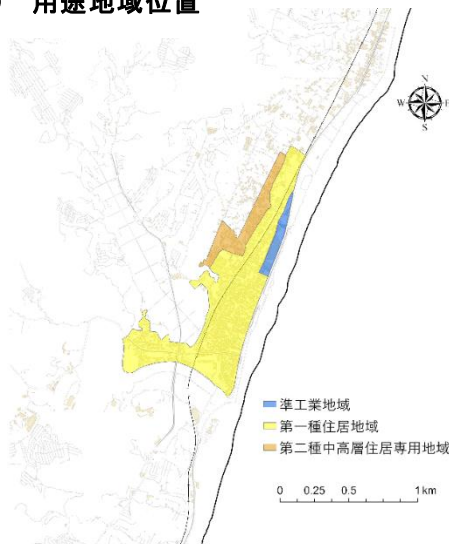 用途地域位置
N
W E
S
準工業地域
第一種住居地域
第二種中高層住居専用地域
0 0.25 0.5 1km